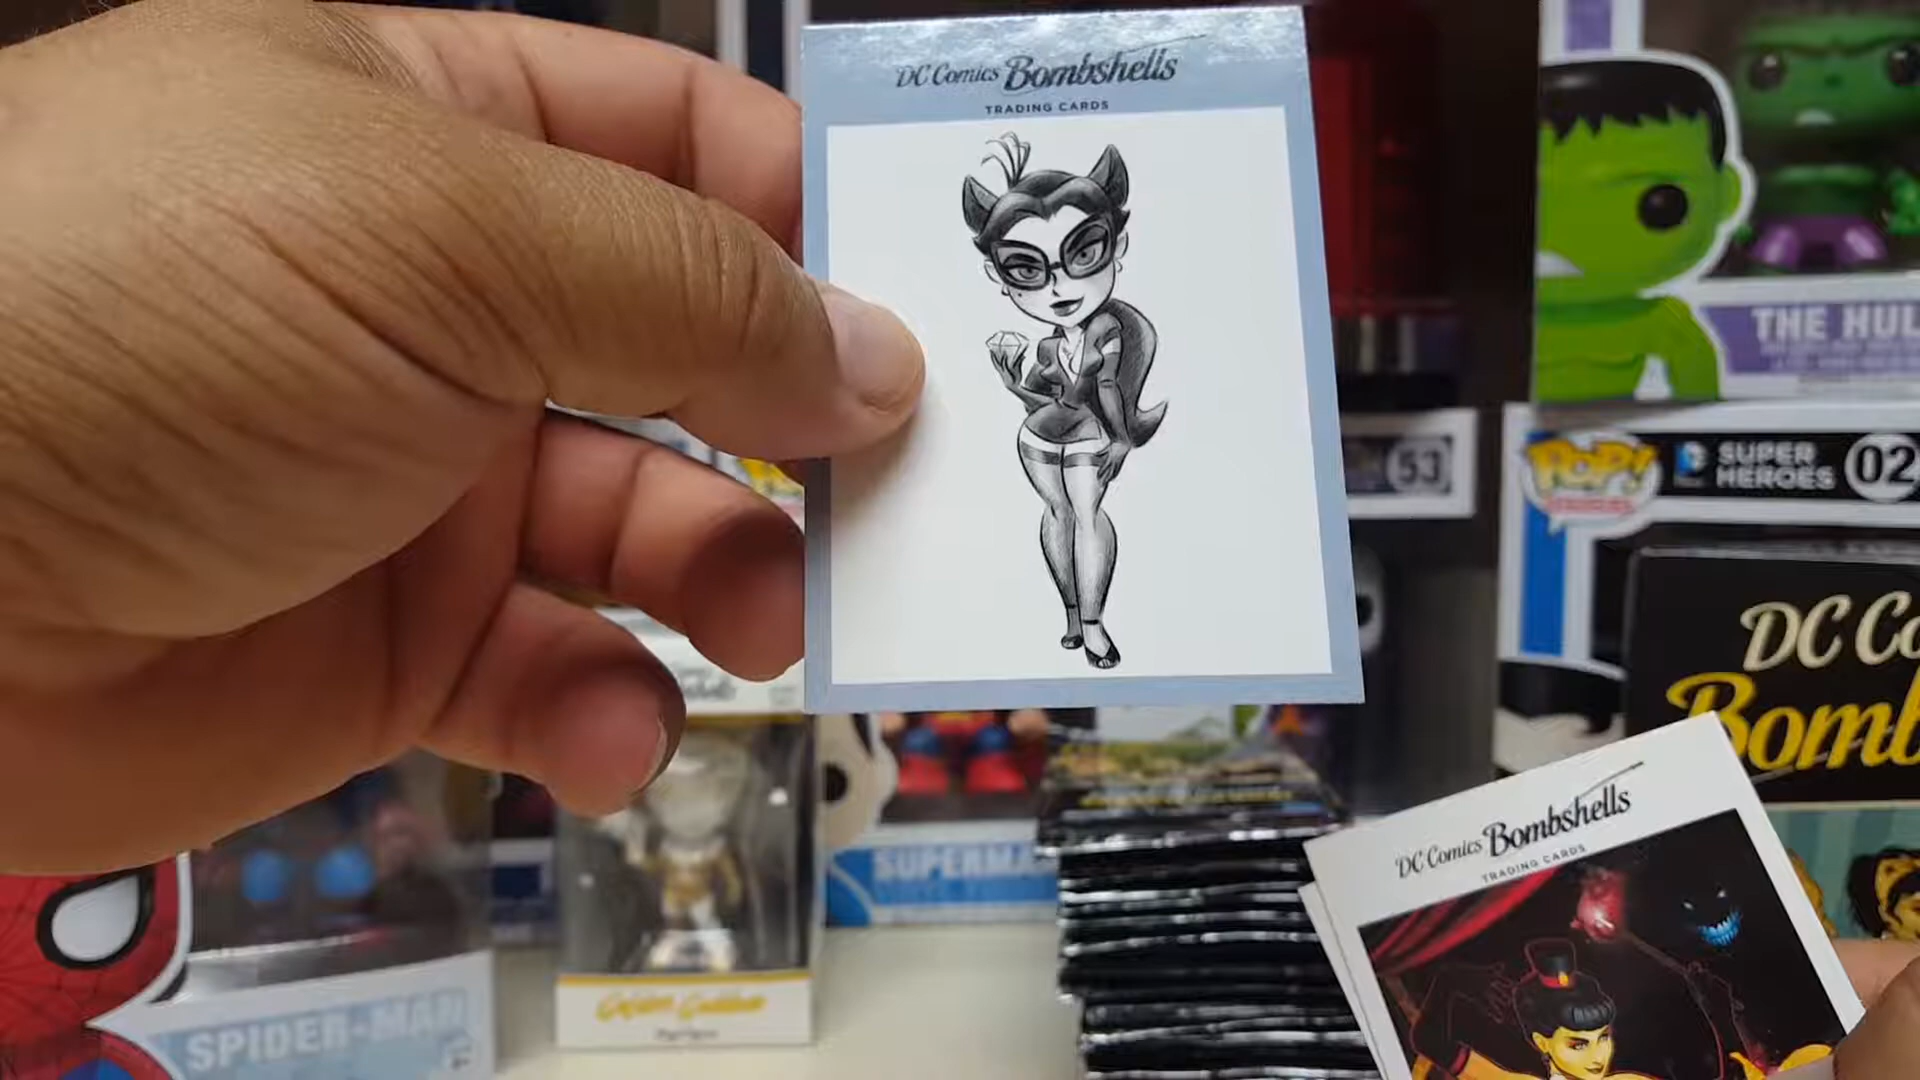 DC Comics Bombshells
TRADING CARDS
THE HUL
53
POP!
SUPER
HEROES
02
DC Co
Bomb
DC Comics Bombshells
TRADING CARDS
SUPERMA
SPIDER-MAN